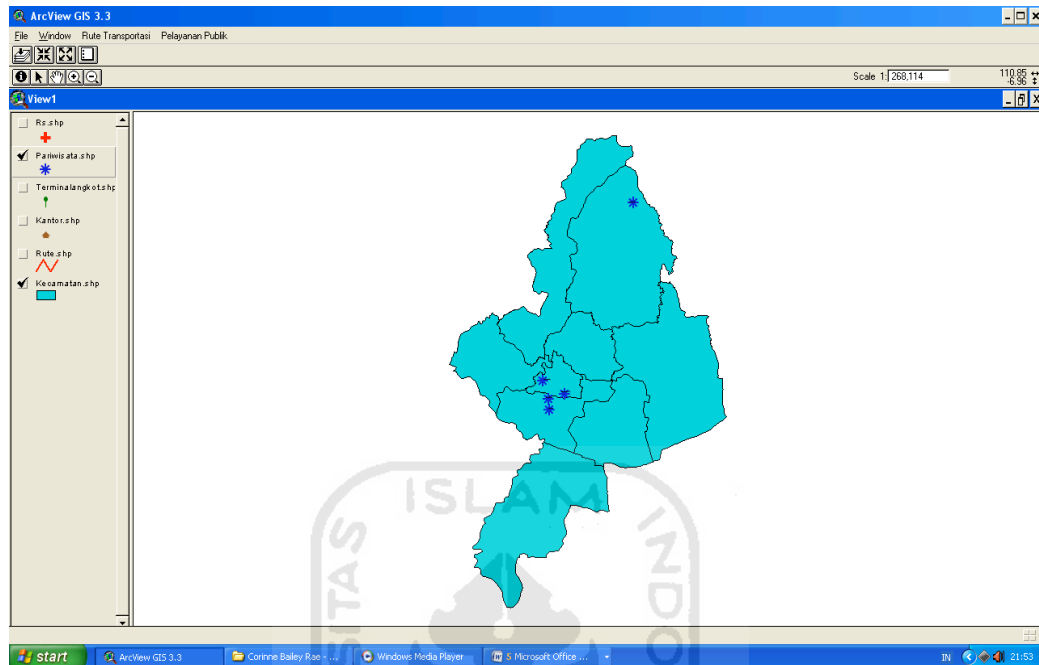 ArcView GIS 3.3
File Window Rute Transportasi Pelayanan Publik
Scale 1: 268,114
110.85
-6.96
View1
Rs.shp
Pariwisata.shp
Terminalangkot.shp
Kantor.shp
Rute.shp
Kecamatan.shp
ISLAM
SITAS
INDO
start
ArcView GIS 3.3
Corinne Bailey Rae - ...
Windows Media Player
5 Microsoft Office ...
IN
21:53